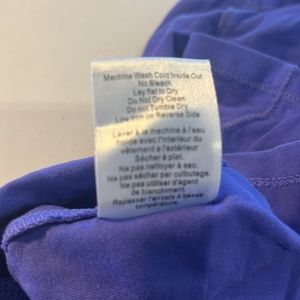 Machine Wash Cold Inside Out
No Bleach
Lay flat to Dry
Do Not Dry Clean
Do Not Tumble Dry
Low Iron on Reverse Side
Laver à la machine à l'eau
froide avec l'interieur du
vêtement a l'extérieur
Sécher à plat.
Ne pas nettoyer à sec.
Ne pas sécher par culbutage.
Ne pas utiliser d'agent
de blanchiment.
Repasser l'envers à basse
température.